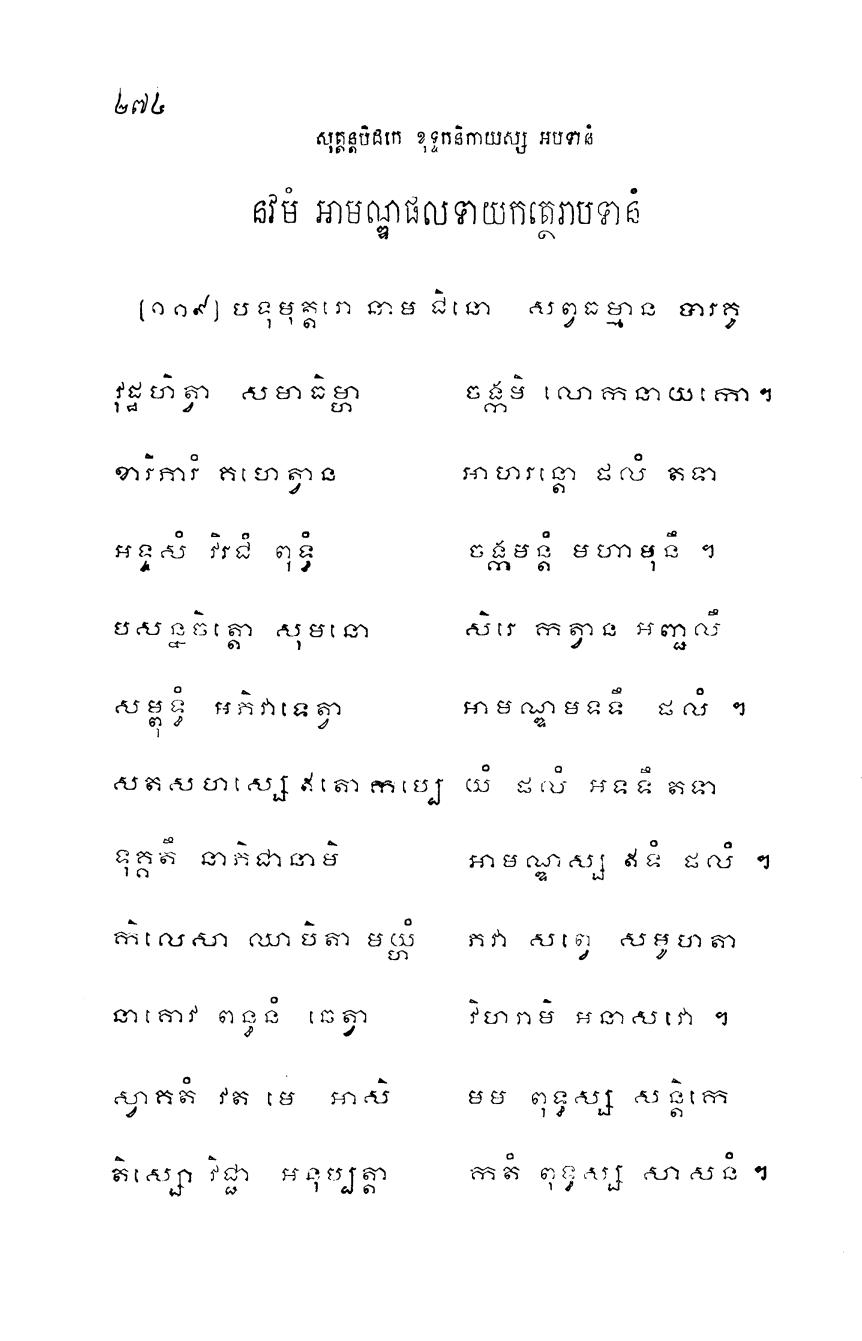 ២៧៤
សុត្តន្តបិដកេ ខុទ្ទកនិកាយស្ស អបទានំ
នវមំ អាមណ្ឌផលទាយកត្ថេរាបទានំ
[១១៩] បទុមុត្តរោ នាម ជិនោ សព្វធម្មាន បារគូ
វុដ្ឋហិត្វា សមាធិម្ហា ចង្កមិ លោកនាយកោ។
ខារិភារំ គហេត្វាន អាហរន្តោ ផលំ តទា
អទ្ទសំ វិរជំ ពុទ្ធំ ចង្កមន្តំ មហាមុនឹ ។
បសន្នចិត្តោ សុមនោ សិរេ កត្វាន អញ្ជលឹ
សម្ពុទ្ធំ អភិវាទេត្វា អាមណ្ឌមទទឹ ផលំ ។
សតសហស្សេ ឥតោ កប្បេ យំ ផលំ អទទឹ តទា
ទុគ្គតឹ នាភិជានាមិ អាមណ្ឌស្ស ឥទំ ផលំ ។
កិលេសា ឈាបិតា មយ្ហំ ភវា សព្វេ សមូហតា
នាគោវ ពន្ធនំ ឆេត្វា វិហរាមិ អនាសវោ ។
ស្វាគតំ វត មេ អាសិ មម ពុទ្ធស្ស សន្តិកេ
តិស្សោ វិជ្ជា អនុប្បត្តា កតំ ពុទ្ធស្ស សាសនំ ។